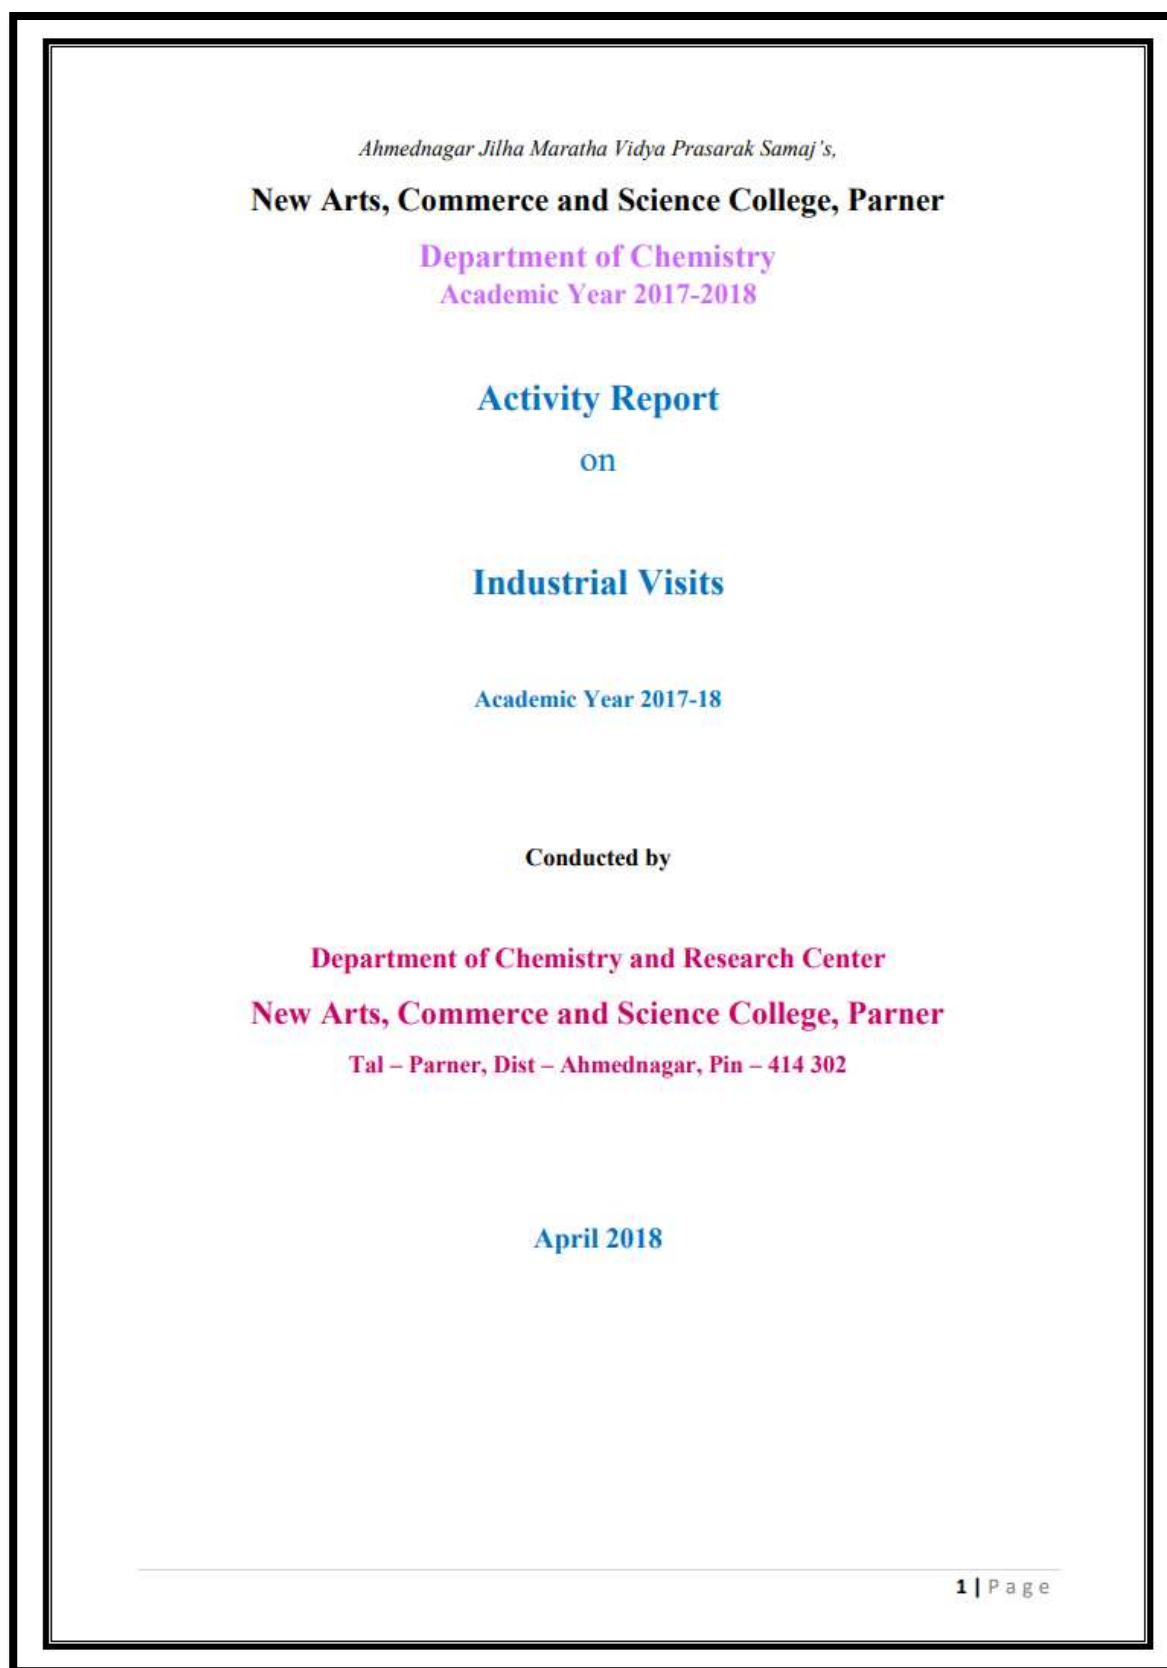 Ahmednagar Jilha Maratha Vidya Prasarak Samaj's,
New Arts, Commerce and Science College, Parner
Department of Chemistry
Academic Year 2017-2018
Activity Report
on
Industrial Visits
Academic Year 2017-18
Conducted by
Department of Chemistry and Research Center
New Arts, Commerce and Science College, Parner
Tal – Parner, Dist – Ahmednagar, Pin – 414 302
April 2018
1 | Page